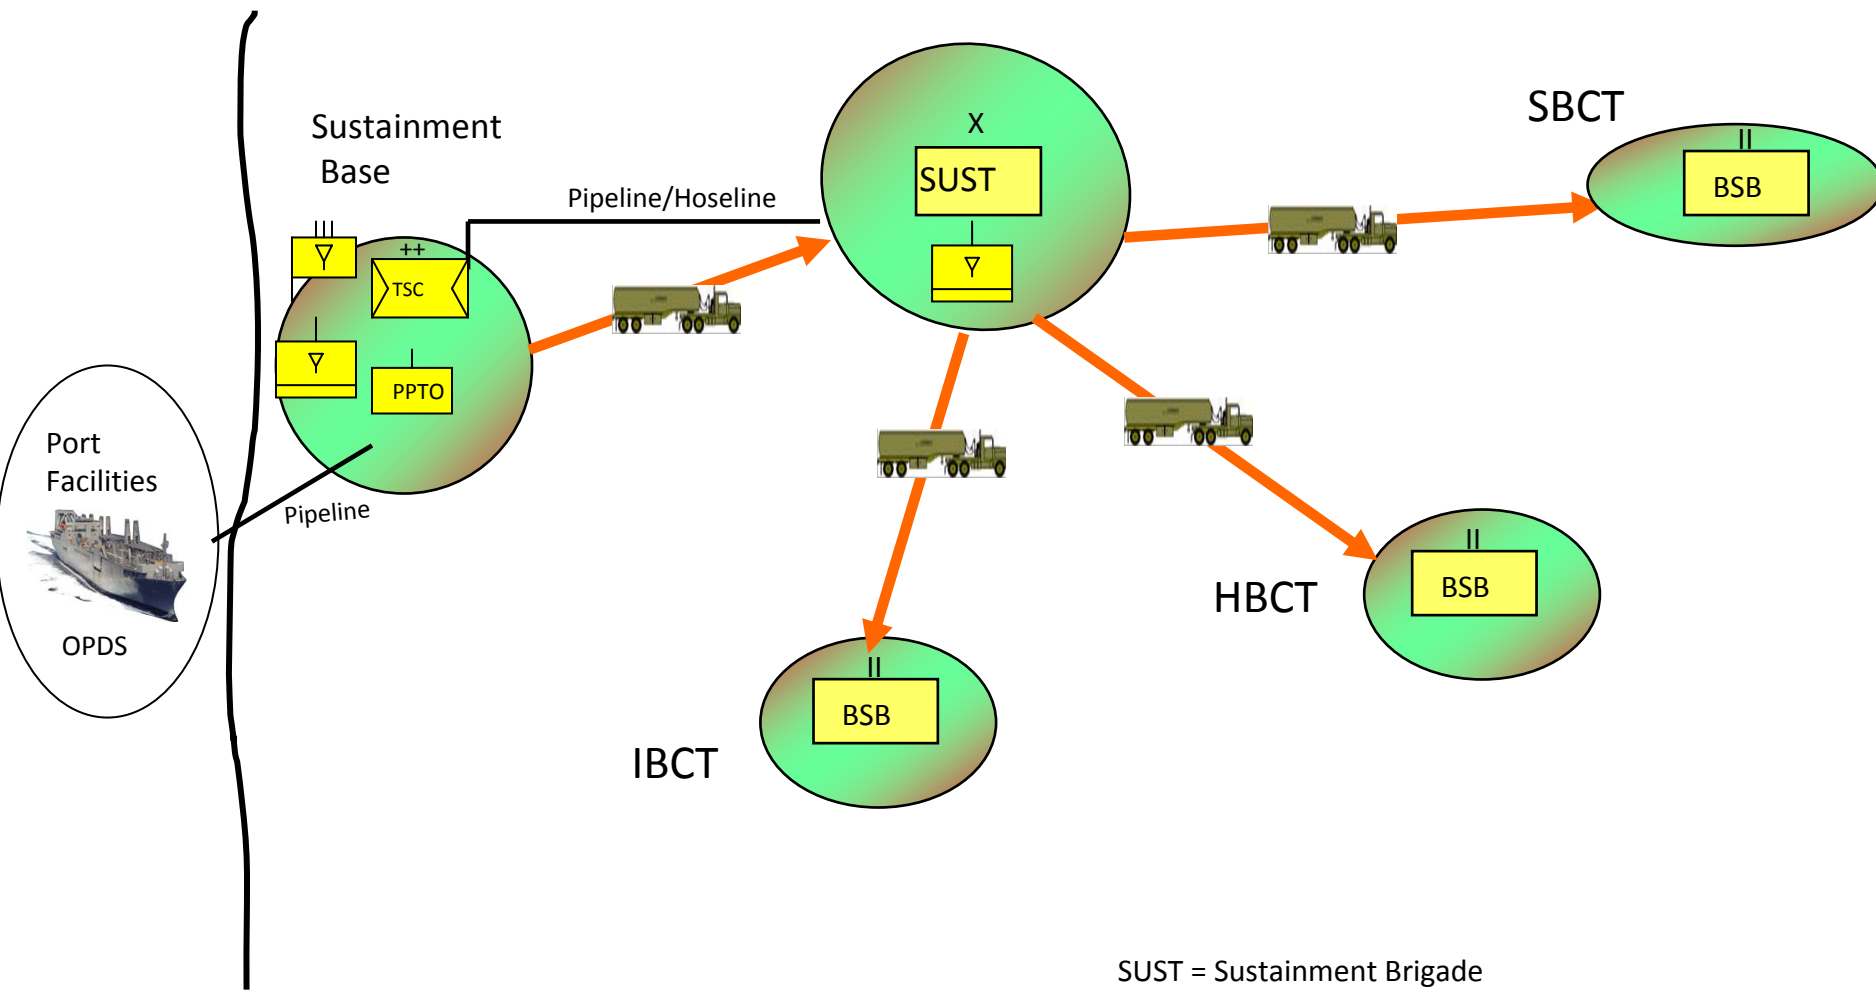 Sustainment
Base
Pipeline/Hoseline
X
SUST
SBCT
II
BSB
III
++
TSC
PPTO
Port
Facilities
OPDS
Pipeline
II
BSB
HBCT
II
BSB
IBCT
SUST = Sustainment Brigade